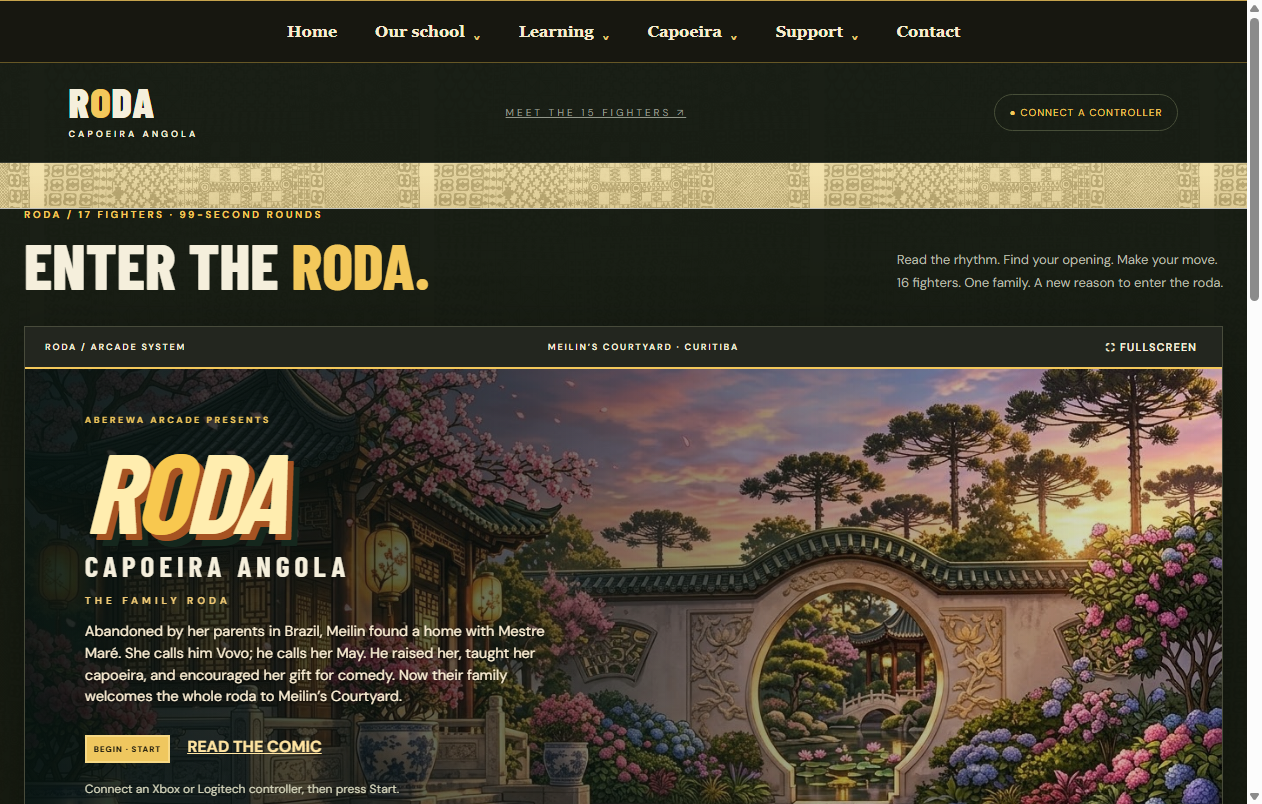 Home Our school Learning Capoeira Support Contact
RODA
CAPOEIRA ANGOLA
MEET THE 15 FIGHTERS ↗
● CONNECT A CONTROLLER
RODA / 17 FIGHTERS · 99-SECOND ROUNDS
ENTER THE RODA.
Read the rhythm. Find your opening. Make your move.
16 fighters. One family. A new reason to enter the roda.
RODA / ARCADE SYSTEM
MEILIN’S COURTYARD · CURITIBA
⛶ FULLSCREEN
ABEREWA ARCADE PRESENTS
RODA
CAPOEIRA ANGOLA
THE FAMILY RODA
Abandoned by her parents in Brazil, Meilin found a home with Mestre
Maré. She calls him Vovo; he calls her May. He raised her, taught her
capoeira, and encouraged her gift for comedy. Now their family
welcomes the whole roda to Meilin’s Courtyard.
BEGIN · START
READ THE COMIC
Connect an Xbox or Logitech controller, then press Start.